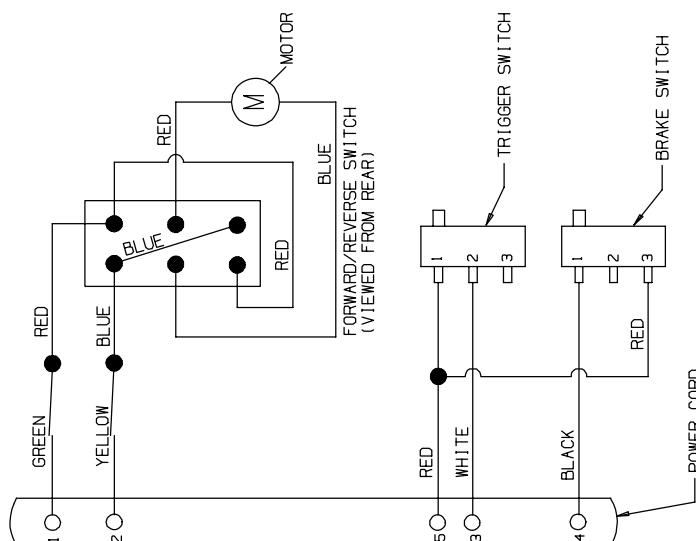 MOTOR
M
RED
BLUE
FORWARD/REVERSE SWITCH
(VIEWED FROM REAR)
BLUE
RED
RED
BLUE
GREEN
YELLOW
1
2
TRIGGER SWITCH
1
2
3
BRAKE SWITCH
1
2
3
RED
RED
WHITE
BLACK
5
3
4
POWER CORD